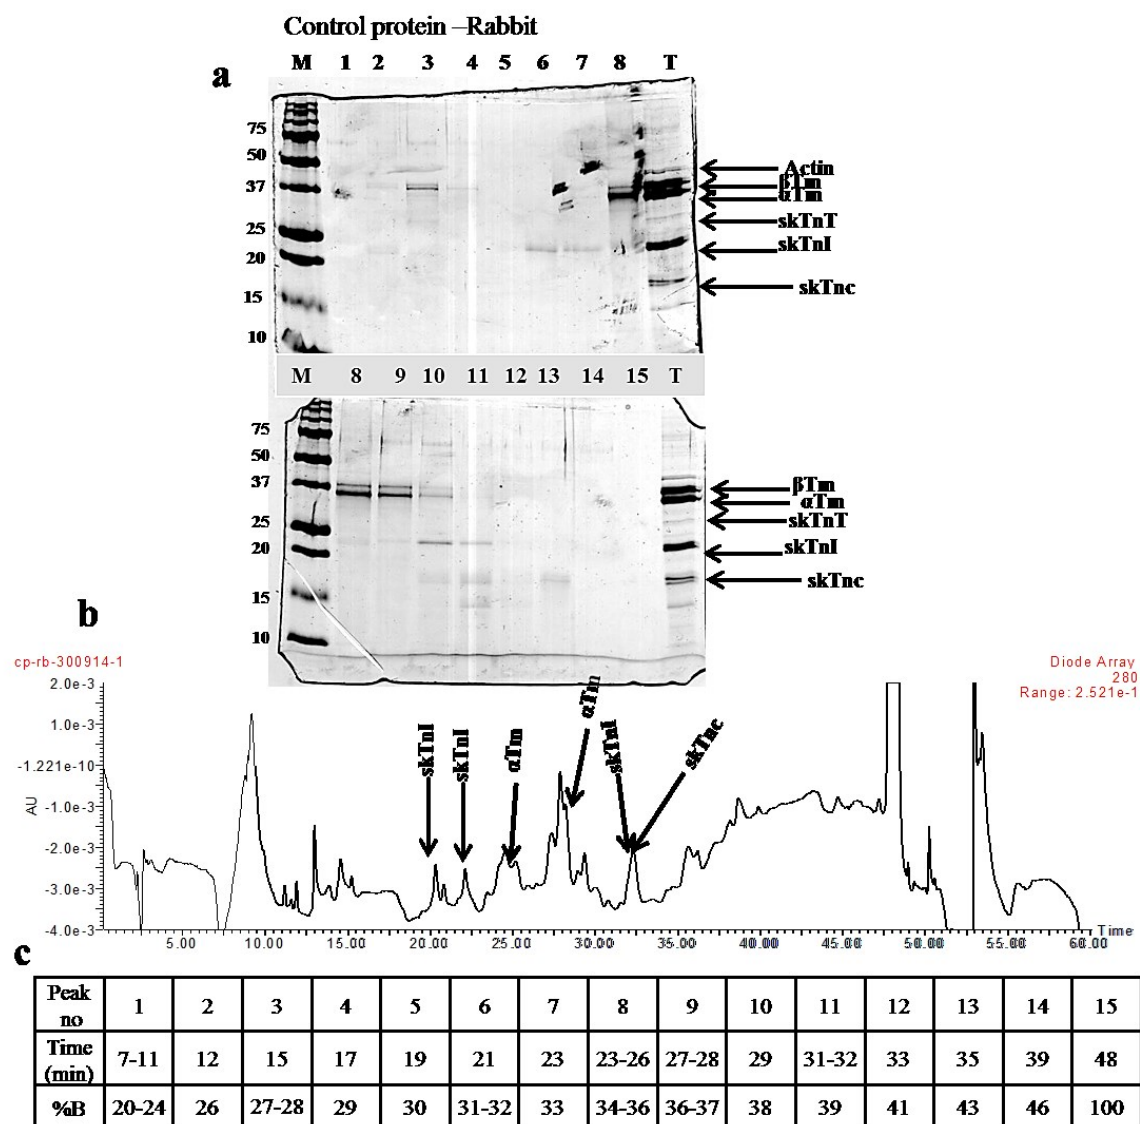 Control protein –Rabbit
a
M 1 2 3 4 5 6 7 8 T
75
50
37
25
20
15
10
Actin
βTm
αTm
skTnT
skTnI
skTnc
M 8 9 10 11 12 13 14 15 T
75
50
37
25
20
15
10
βTm
αTm
skTnT
skTnI
skTnc
b
cp-rb-300914-1
Diode Array
280
Range: 2.521e-1
2.0e-3
1.0e-3
-1.221e-10
-1.0e-3
-2.0e-3
-3.0e-3
-4.0e-3
AU
skTnI
skTnI
αTm
αTm
skTnI
skTnc
5.00 10.00 15.00 20.00 25.00 30.00 35.00 40.00 45.00 50.00 55.00 60.00
Time
c
Peak no 1 2 3 4 5 6 7 8 9 10 11 12 13 14 15
Time (min) 7-11 12 15 17 19 21 23 23-26 27-28 29 31-32 33 35 39 48
%B 20-24 26 27-28 29 30 31-32 33 34-36 36-37 38 39 41 43 46 100